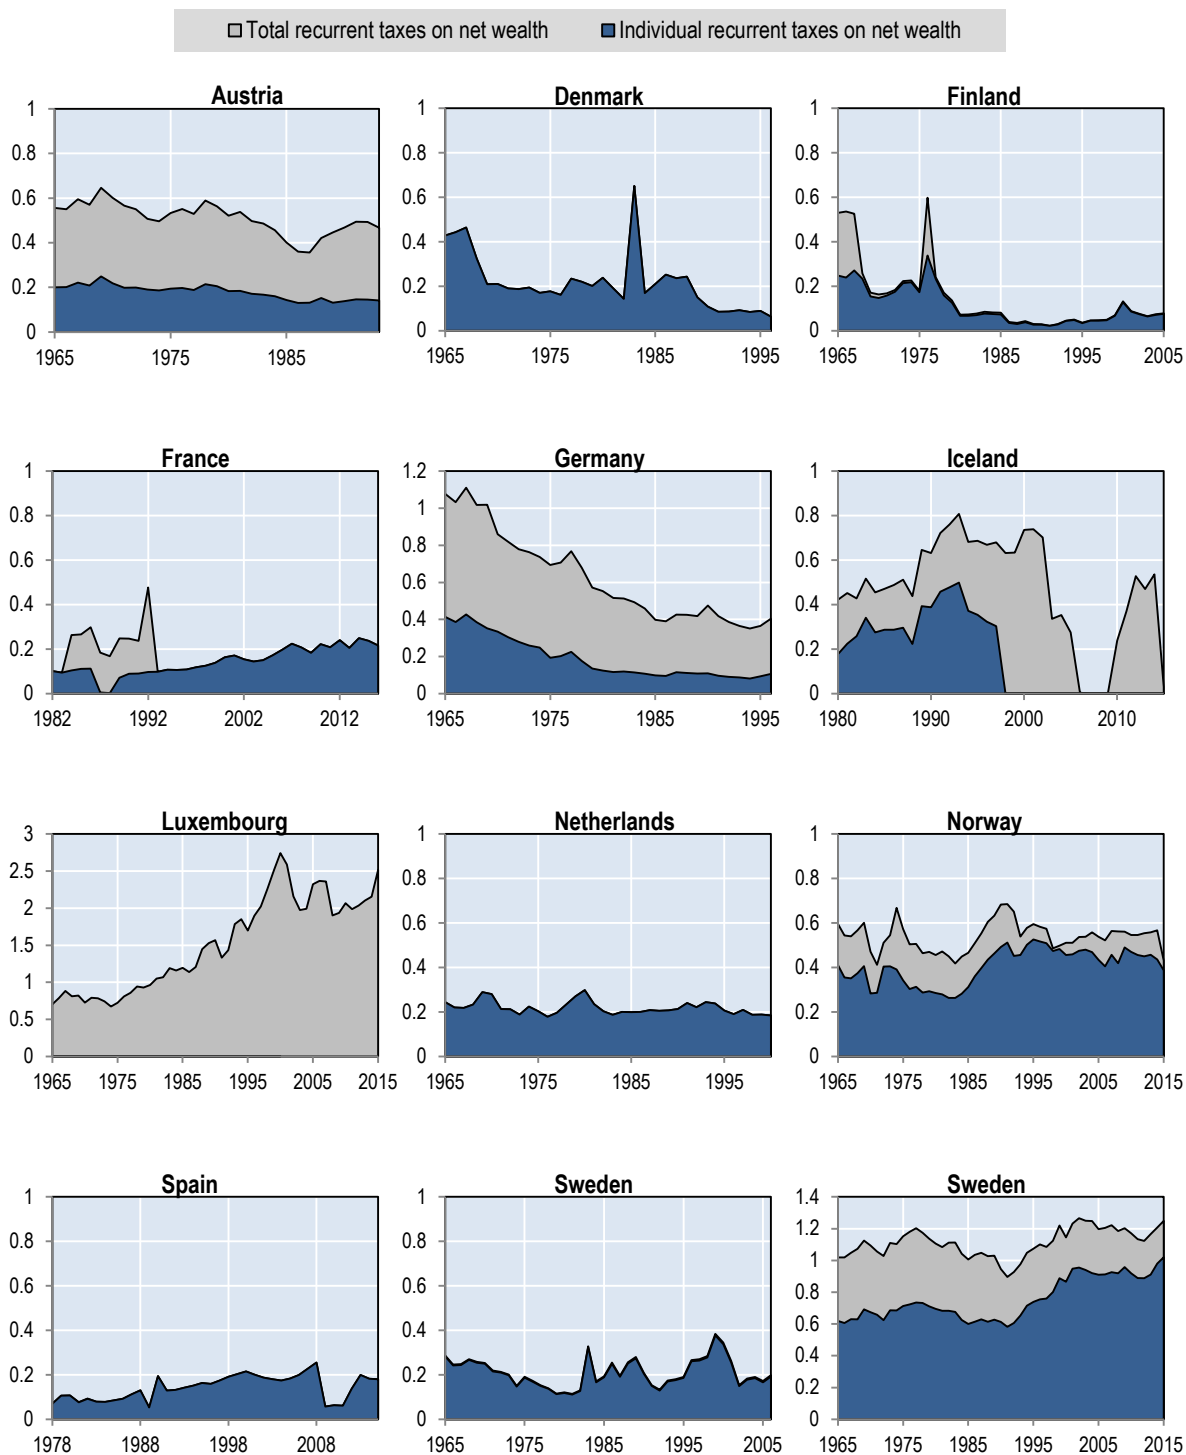 Total recurrent taxes on net wealth Individual recurrent taxes on net wealth
Austria Denmark Finland
1 1 1
0.8 0.8 0.8
0.6 0.6 0.6
0.4 0.4 0.4
0.2 0.2 0.2
0 0 0
1965 1975 1985 1965 1975 1985 1995 1965 1975 1985 1995 2005
France Germany Iceland
1 1.2 1
0.8 1 0.8
0.6 0.8 0.6
0.4 0.6 0.4
0.2 0.4 0.2
0 0.2 0
0
1982 1992 2002 2012 1965 1975 1985 1995 1980 1990 2000 2010
Luxembourg Netherlands Norway
3 1 1
2.5 0.8 0.8
2 0.6 0.6
1.5 0.4 0.4
1 0.2 0.2
0.5 0 0
0
1965 1975 1985 1995 2005 2015 1965 1975 1985 1995 1965 1975 1985 1995 2005 2015
Spain Sweden Sweden
1 1 1.4
0.8 0.8 1.2
0.6 0.6 1
0.4 0.4 0.8
0.2 0.2 0.6
0 0 0.4
0.2
0
1978 1988 1998 2008 1965 1975 1985 1995 2005 1965 1975 1985 1995 2005 2015